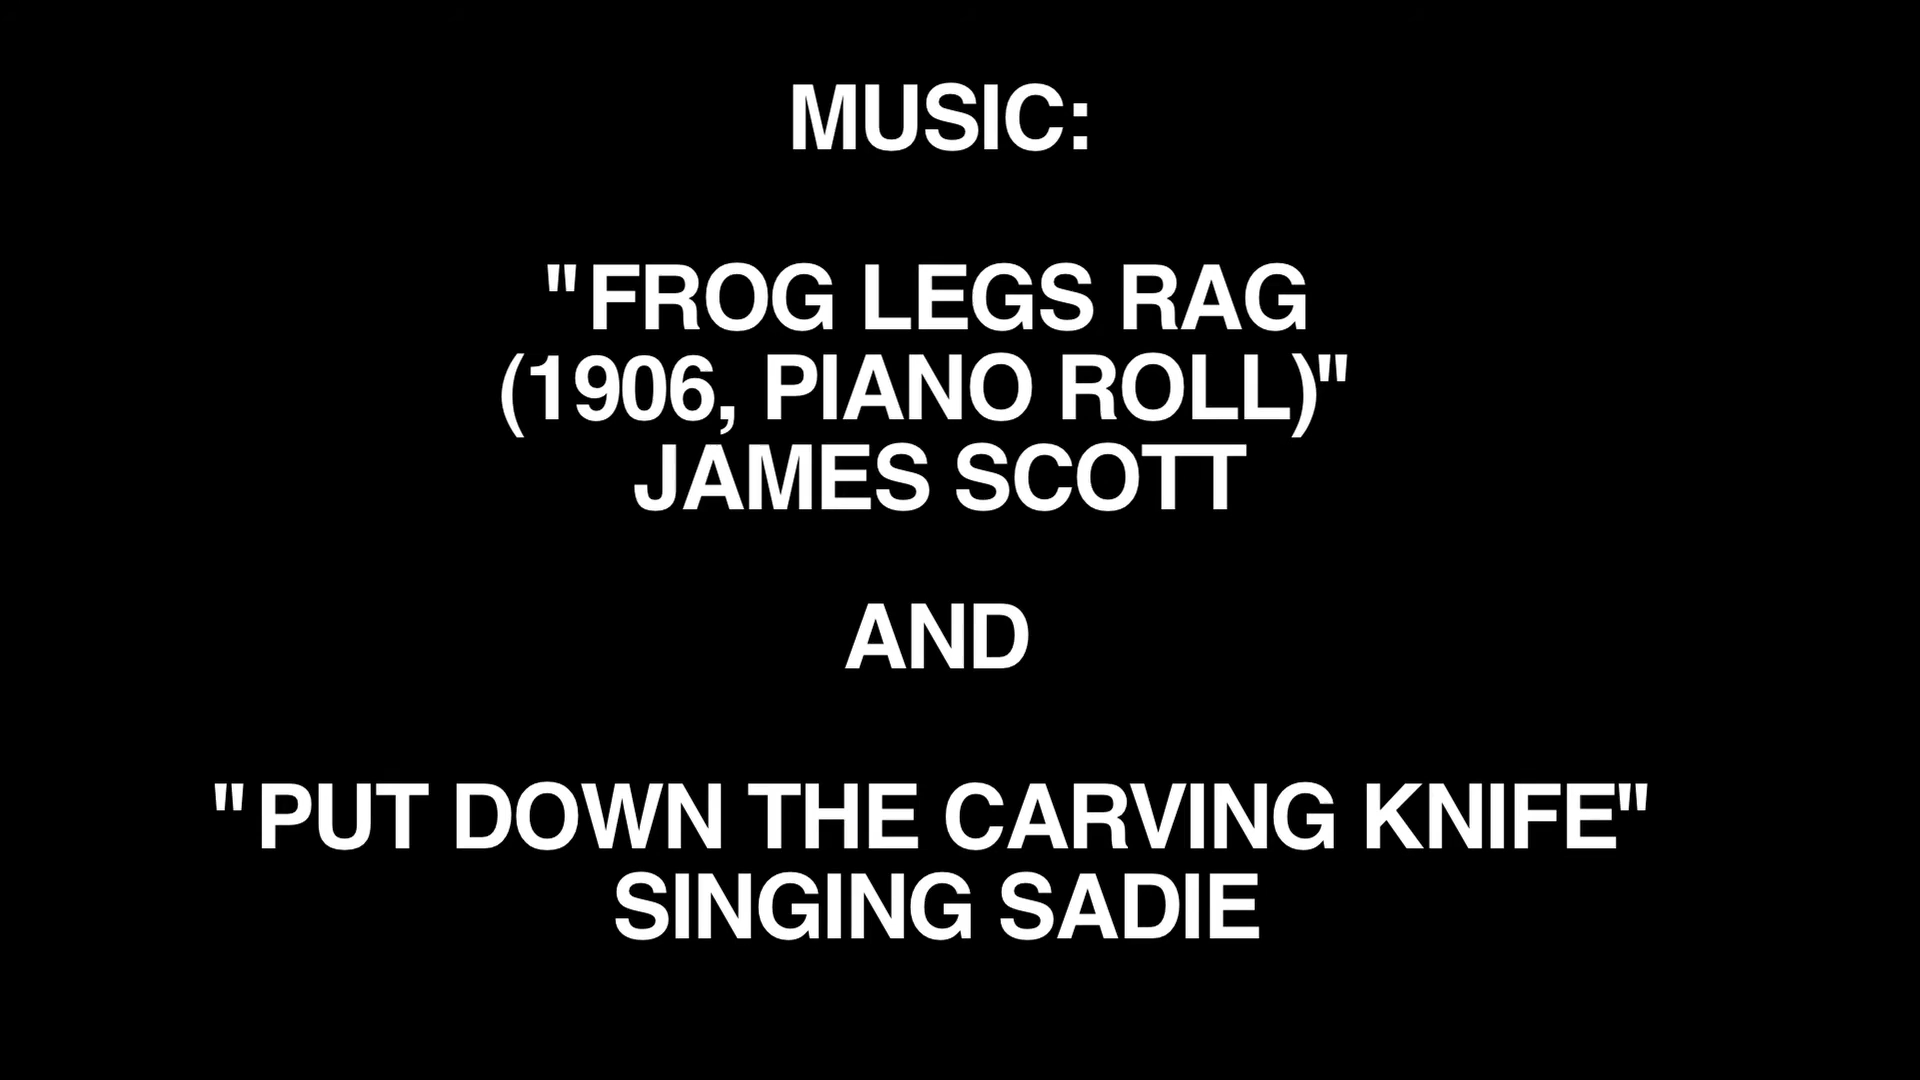 MUSIC:
"FROG LEGS RAG
(1906, PIANO ROLL)"
JAMES SCOTT
AND
"PUT DOWN THE CARVING KNIFE"
SINGING SADIE